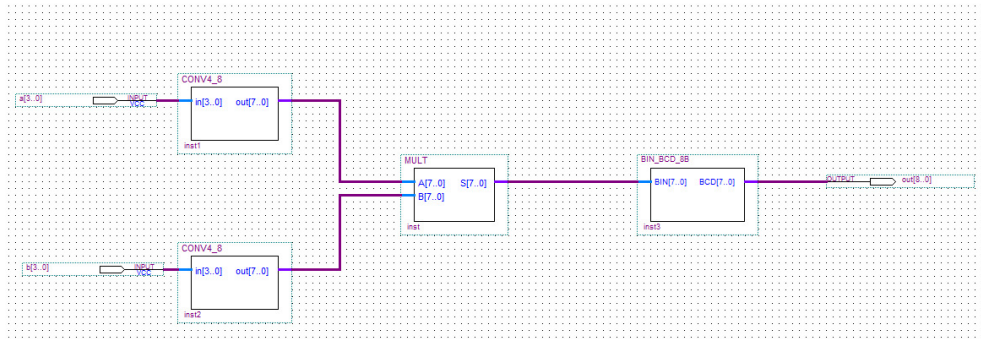 CONV4_8
a[3..0] INPUT VCC in[3..0] out[7..0]
inst1
MULT
A[7..0] S[7..0]
B[7..0]
inst
BIN_BCD_8B
BIN[7..0] BCD[7..0] OUTPUT out[8..0]
inst3
CONV4_8
b[3..0] INPUT VCC in[3..0] out[7..0]
inst2